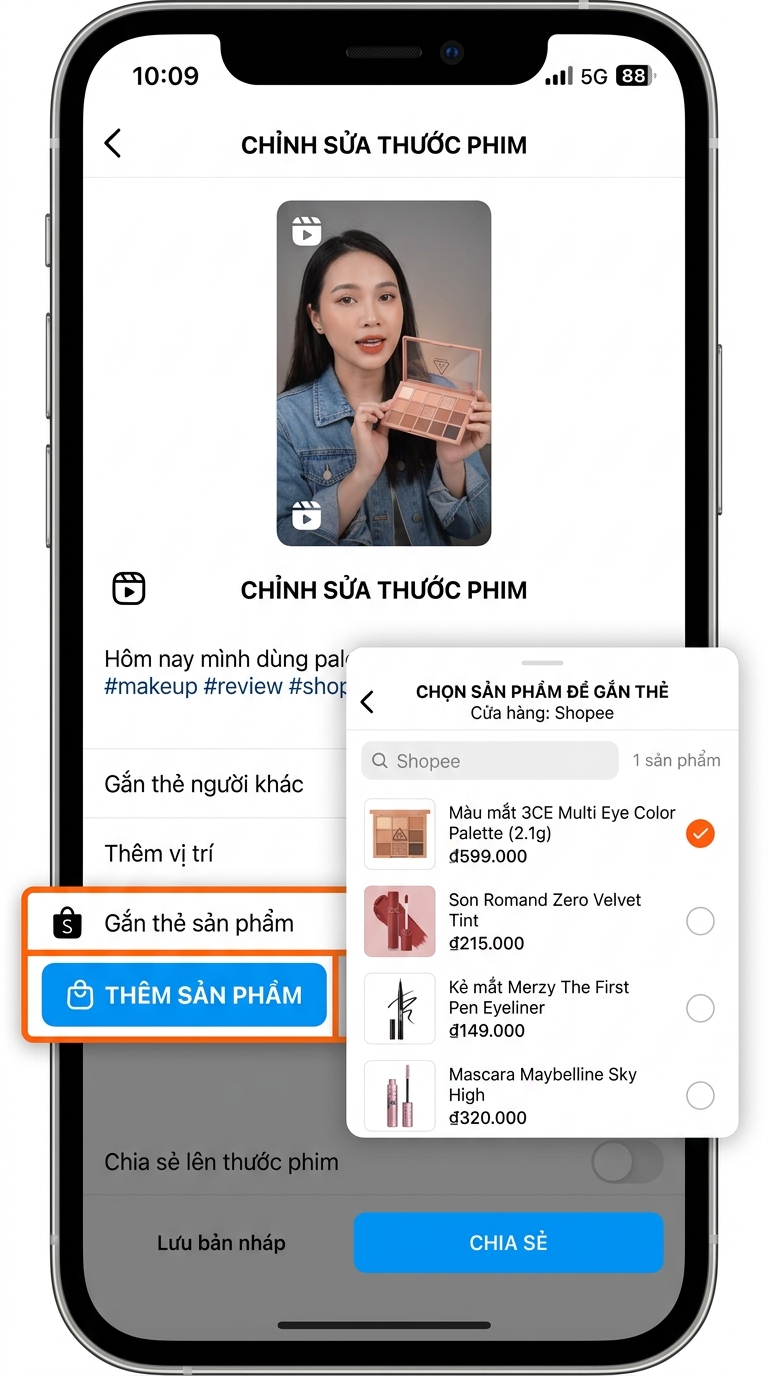 10:09
5G 88
CHỈNH SỬA THƯỚC PHIM
CHỈNH SỬA THƯỚC PHIM
Hôm nay mình dùng
#makeup #review #shop
Gắn thẻ người khác
Thêm vị trí
S
Gắn thẻ sản phẩm
THÊM SẢN PHẨM
CHỌN SẢN PHẨM ĐỂ GẮN THẺ
Cửa hàng: Shopee
Shopee
1 sản phẩm
Màu mắt 3CE Multi Eye Color
Palette (2.1g)
₫599.000
Son Romand Zero Velvet
Tint
₫215.000
Kẻ mắt Merzy The First
Pen Eyeliner
₫149.000
Mascara Maybelline Sky
High
₫320.000
Chia sẻ lên thước phim
Lưu bản nháp
CHIA SẺ